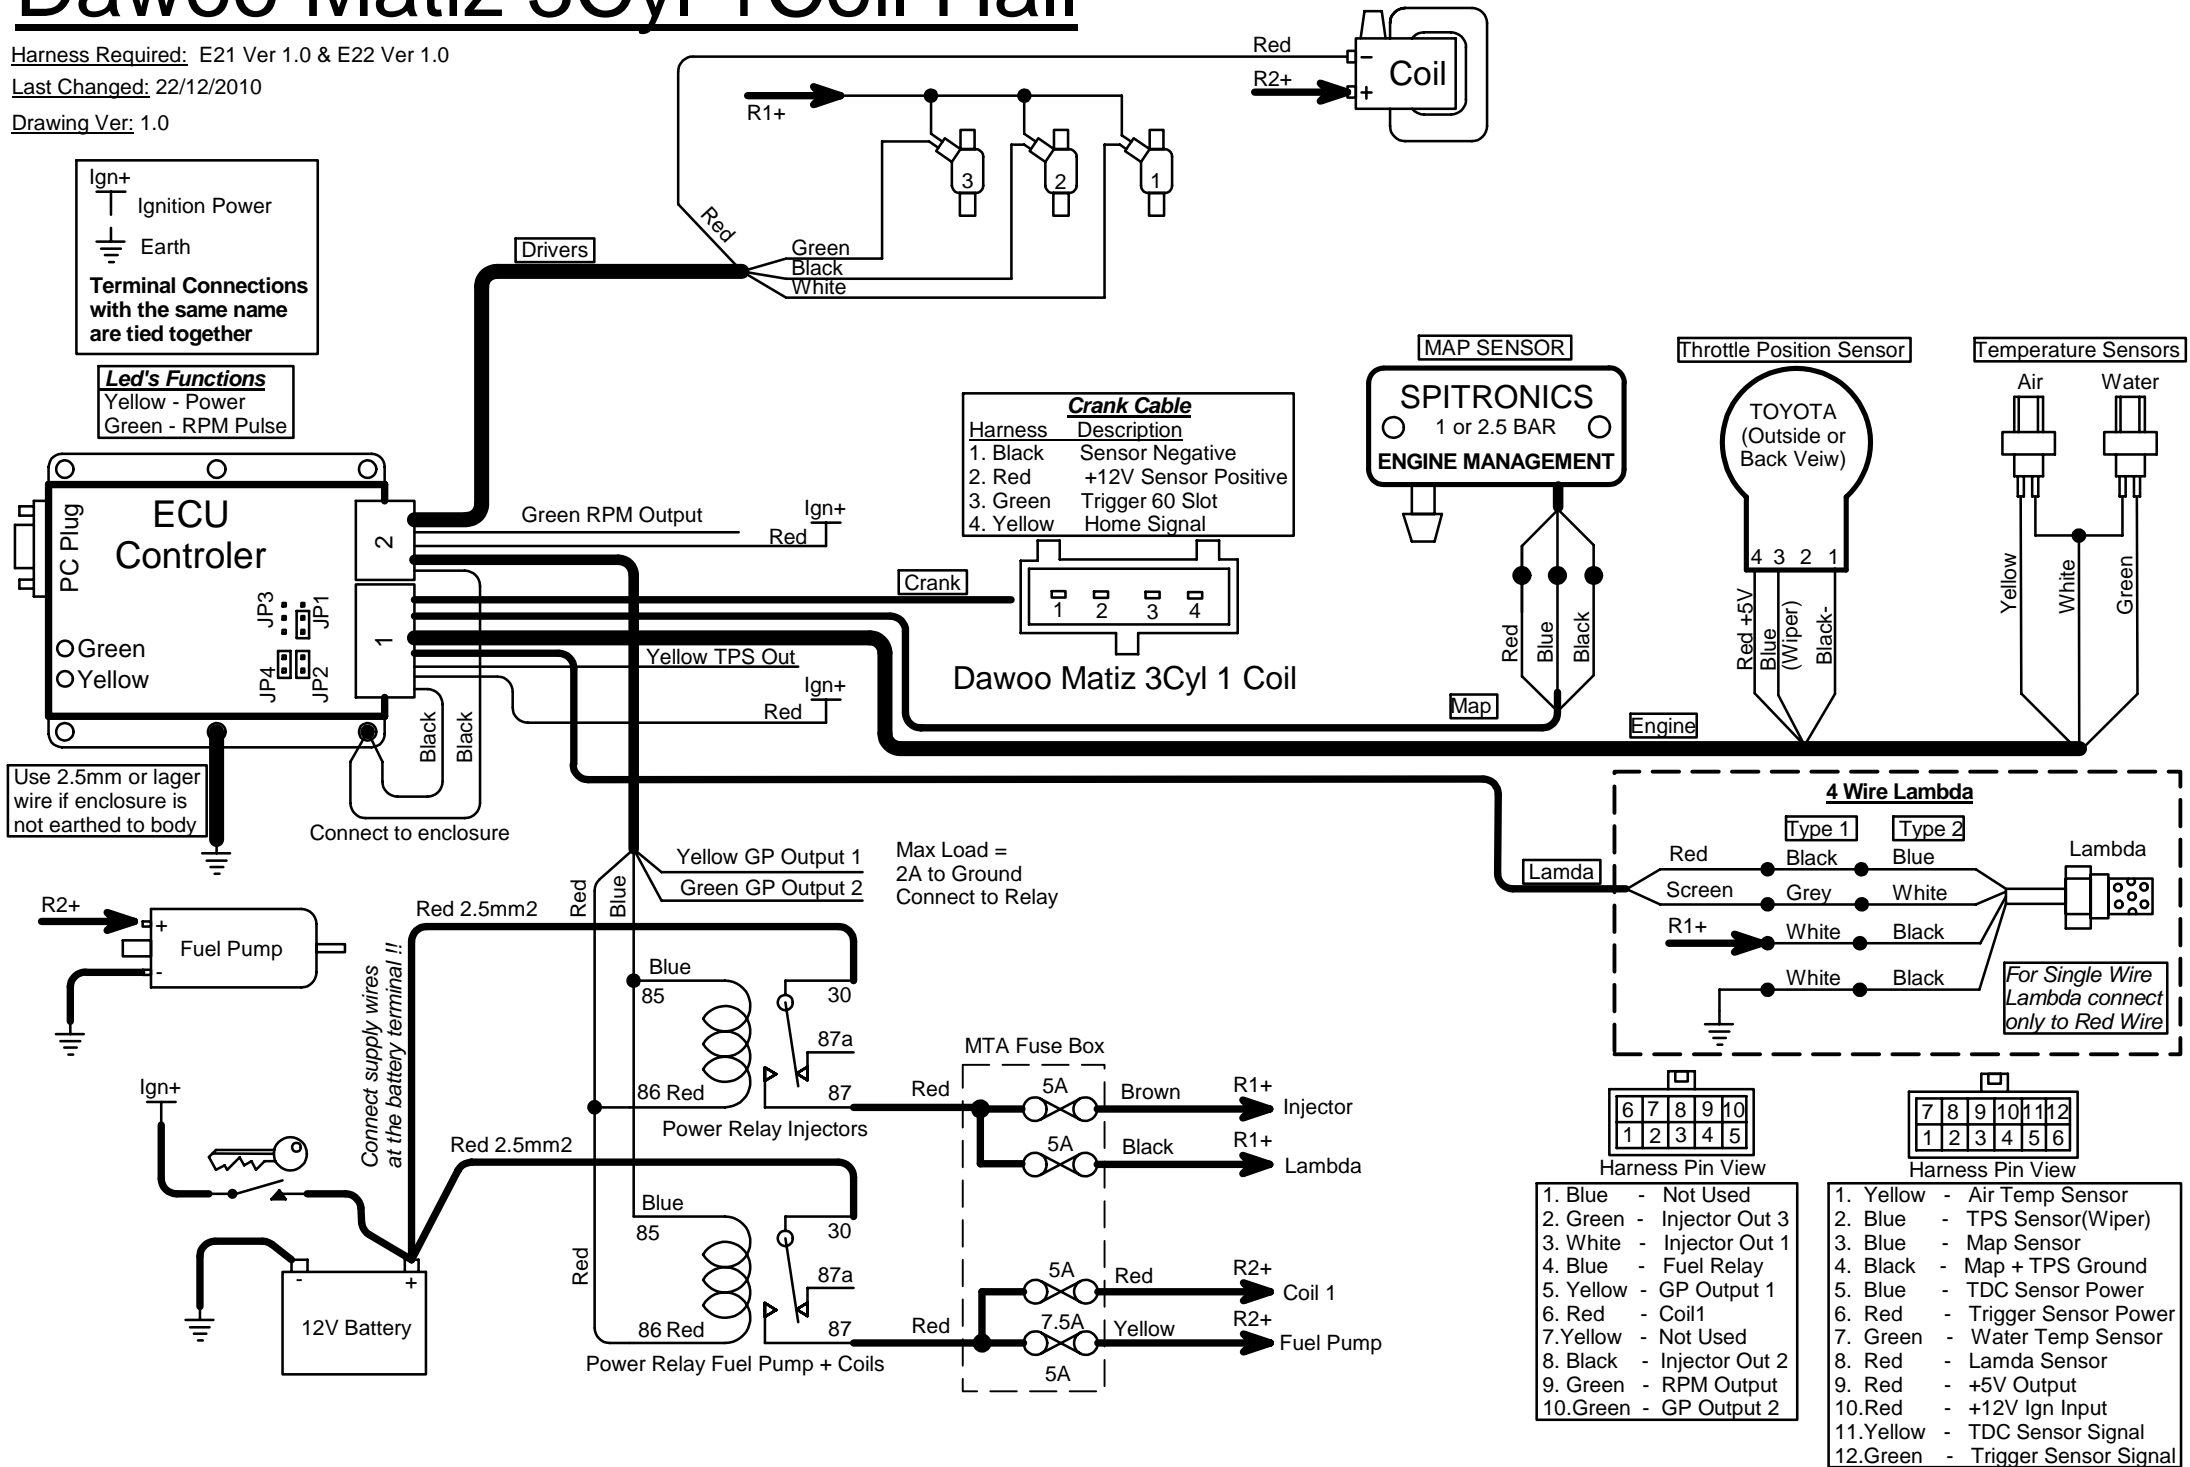 Dawoo Matiz 3Cyl 1Coil Hall
Harness Required: E21 Ver 1.0 & E22 Ver 1.0
Last Changed: 22/12/2010
Drawing Ver: 1.0
Ign+
Ignition Power
Earth
Terminal Connections
with the same name
are tied together
Led's Functions
Yellow - Power
Green - RPM Pulse
Red
R2+
-
+
Coil
R1+
3
2
1
Red
Green
Black
White
Drivers
ECU
Controler
PC Plug
JP3
JP1
JP4
JP2
Green
Yellow
2
1
Green RPM Output
Ign+
Red
Crank
Yellow TPS Out
Ign+
Red
Black
Black
Connect to enclosure
Use 2.5mm or lager
wire if enclosure is
not earthed to body
Crank Cable
Harness Description
1. Black Sensor Negative
2. Red +12V Sensor Positive
3. Green Trigger 60 Slot
4. Yellow Home Signal
1 2 3 4
Dawoo Matiz 3Cyl 1 Coil
MAP SENSOR
SPITRONICS
1 or 2.5 BAR
ENGINE MANAGEMENT
Red
Blue
Black
Map
Throttle Position Sensor
TOYOTA
(Outside or
Back Veiw)
4 3 2 1
Red +5V
Blue
(Wiper)
Black-
Engine
Temperature Sensors
Air
Water
Yellow
White
Green
4 Wire Lambda
Type 1
Type 2
Lambda
Lamda
Red
Black
Blue
Screen
Grey
White
R1+
White
Black
White
Black
For Single Wire
Lambda connect
only to Red Wire
Yellow GP Output 1
Green GP Output 2
Max Load =
2A to Ground
Connect to Relay
Red
Blue
R2+
+
-
Fuel Pump
Red 2.5mm2
Connect supply wires
at the battery terminal !!
Blue
85
30
87a
86 Red
87
Power Relay Injectors
Red
MTA Fuse Box
5A
Brown
R1+
Injector
5A
Black
R1+
Lambda
Ign+
Red 2.5mm2
-
+
12V Battery
Red
Blue
85
30
87a
86 Red
87
Power Relay Fuel Pump + Coils
Red
5A
Red
R2+
Coil 1
7.5A
Yellow
R2+
Fuel Pump
5A
6 7 8 9 10
1 2 3 4 5
Harness Pin View
1. Blue - Not Used
2. Green - Injector Out 3
3. White - Injector Out 1
4. Blue - Fuel Relay
5. Yellow - GP Output 1
6. Red - Coil1
7.Yellow - Not Used
8. Black - Injector Out 2
9. Green - RPM Output
10.Green - GP Output 2
7 8 9 10 11 12
1 2 3 4 5 6
Harness Pin View
1. Yellow - Air Temp Sensor
2. Blue - TPS Sensor(Wiper)
3. Blue - Map Sensor
4. Black - Map + TPS Ground
5. Blue - TDC Sensor Power
6. Red - Trigger Sensor Power
7. Green - Water Temp Sensor
8. Red - Lamda Sensor
9. Red - +5V Output
10.Red - +12V Ign Input
11.Yellow - TDC Sensor Signal
12.Green - Trigger Sensor Signal